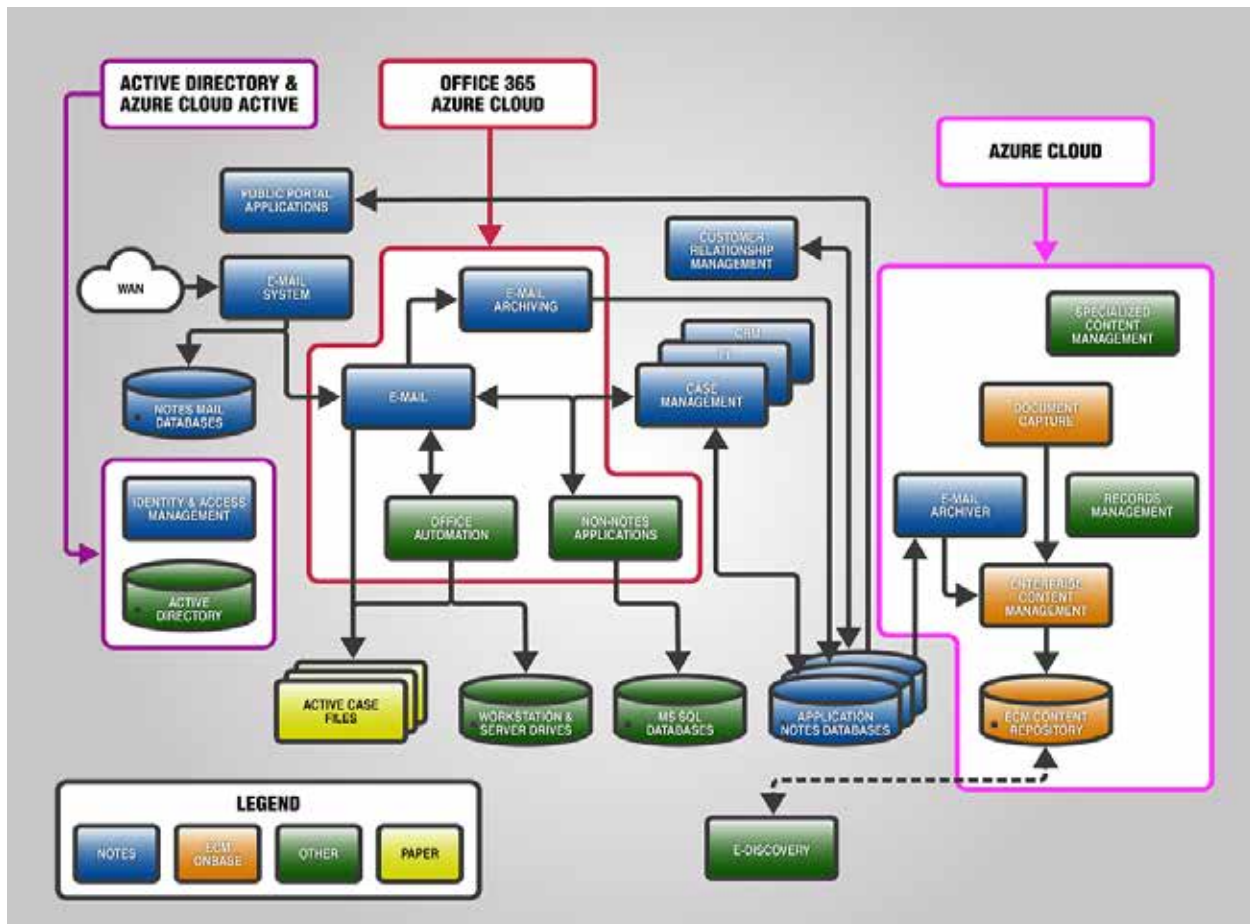 ACTIVE DIRECTORY &
AZURE CLOUD ACTIVE
OFFICE 365
AZURE CLOUD
AZURE CLOUD
PUBLIC PORTAL
APPLICATIONS
CUSTOMER
RELATIONSHIP
MANAGEMENT
WAN
E-MAIL
SYSTEM
E-MAIL
ARCHIVING
SPECIALIZED
CONTENT
MANAGEMENT
CRM
E-MAIL
CASE
MANAGEMENT
NOTES MAIL
DATABASES
DOCUMENT
CAPTURE
IDENTITY & ACCESS
MANAGEMENT
OFFICE
AUTOMATION
NON-NOTES
APPLICATIONS
E-MAIL
ARCHIVER
RECORDS
MANAGEMENT
ACTIVE
DIRECTORY
ENTERPRISE
CONTENT
MANAGEMENT
ACTIVE CASE
FILES
WORKSTATION &
SERVER DRIVES
MS SQL
DATABASES
APPLICATION
NOTES DATABASES
ECM CONTENT
REPOSITORY
LEGEND
NOTES
ECM
ONBASE
OTHER
PAPER
E-DISCOVERY